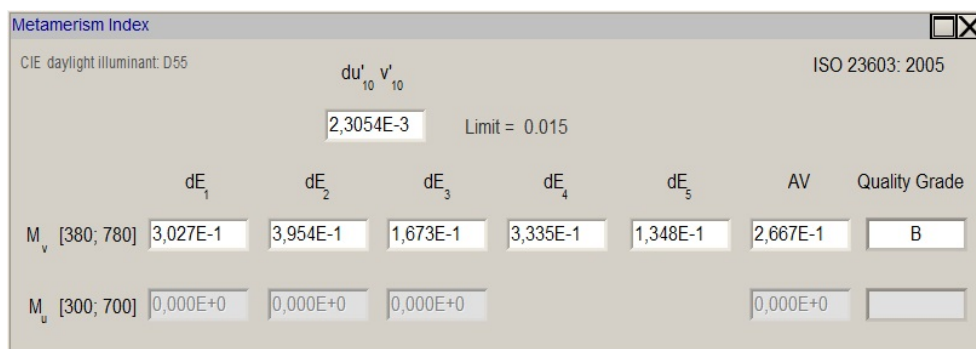 Metamerism Index
CIE daylight illuminant: D55
ISO 23603: 2005
du'10 v'10
2,3054E-3 Limit = 0.015
dE1 dE2 dE3 dE4 dE5 AV Quality Grade
Mv [380; 780] 3,027E-1 3,954E-1 1,673E-1 3,335E-1 1,348E-1 2,667E-1 B
Mu [300; 700] 0,000E+0 0,000E+0 0,000E+0 0,000E+0